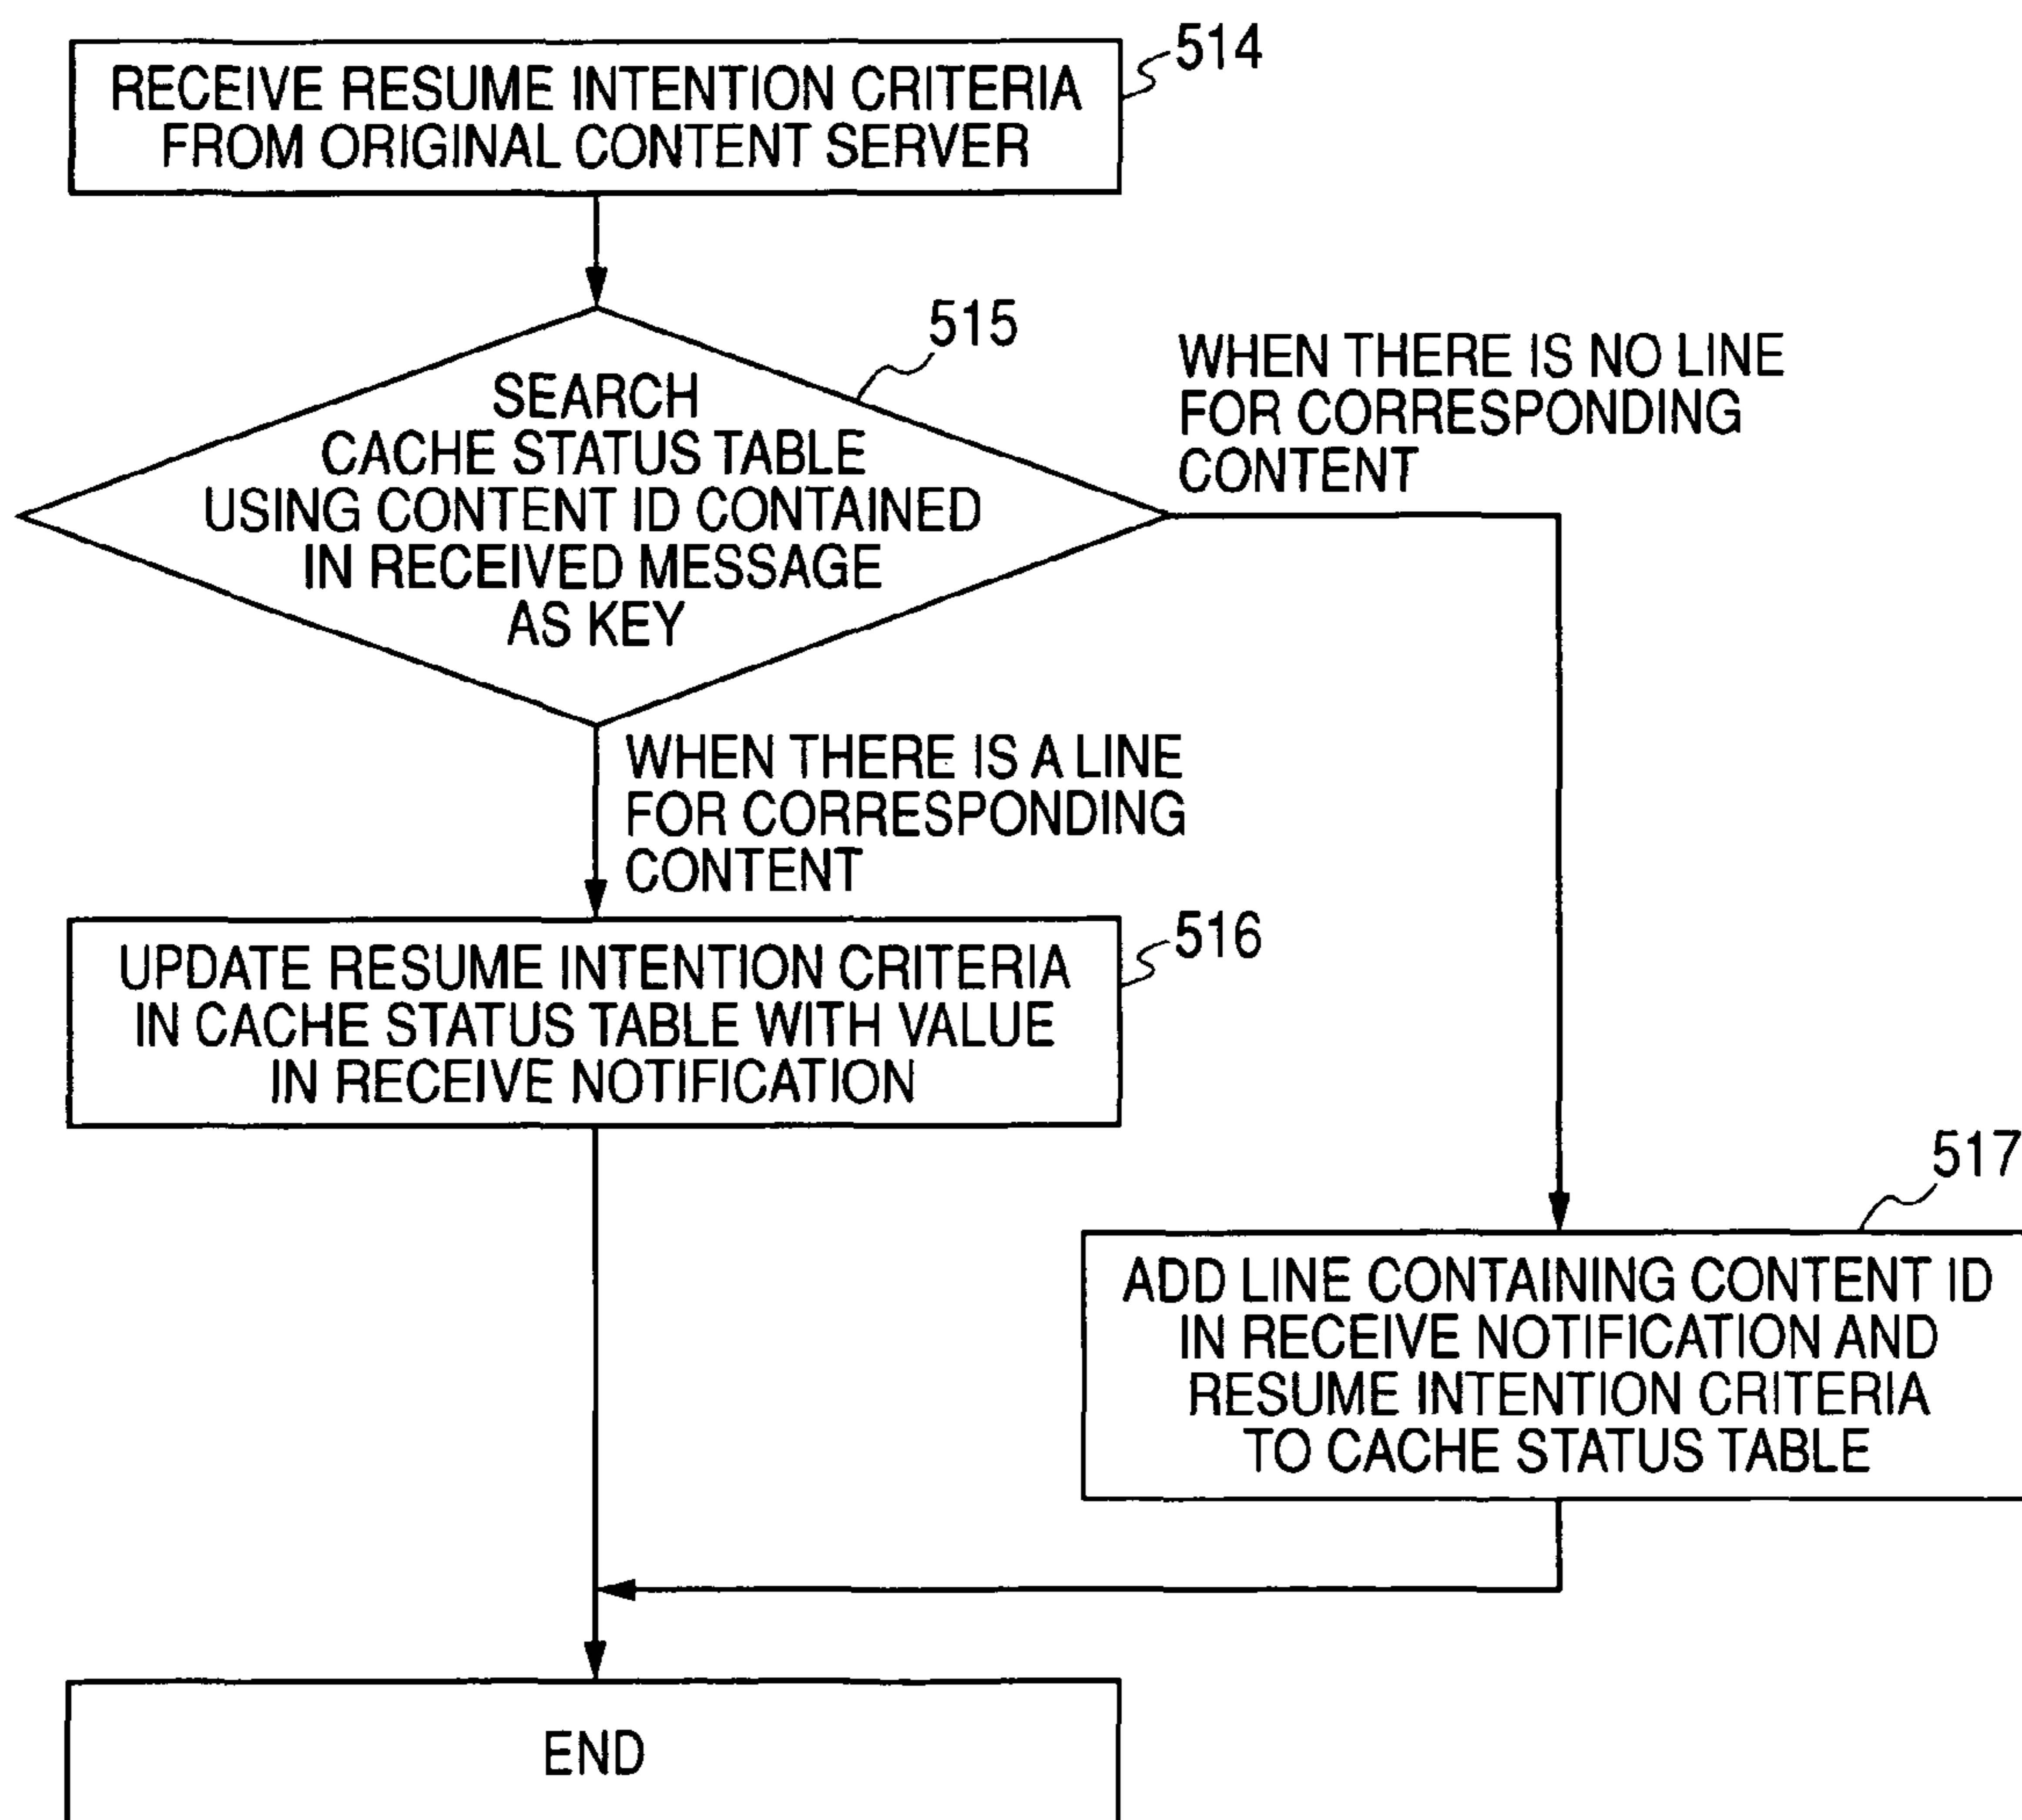 514
RECEIVE RESUME INTENTION CRITERIA
FROM ORIGINAL CONTENT SERVER
515
SEARCH
CACHE STATUS TABLE
USING CONTENT ID CONTAINED
IN RECEIVED MESSAGE
AS KEY
WHEN THERE IS NO LINE
FOR CORRESPONDING
CONTENT
WHEN THERE IS A LINE
FOR CORRESPONDING
CONTENT
516
UPDATE RESUME INTENTION CRITERIA
IN CACHE STATUS TABLE WITH VALUE
IN RECEIVE NOTIFICATION
517
ADD LINE CONTAINING CONTENT ID
IN RECEIVE NOTIFICATION AND
RESUME INTENTION CRITERIA
TO CACHE STATUS TABLE
END